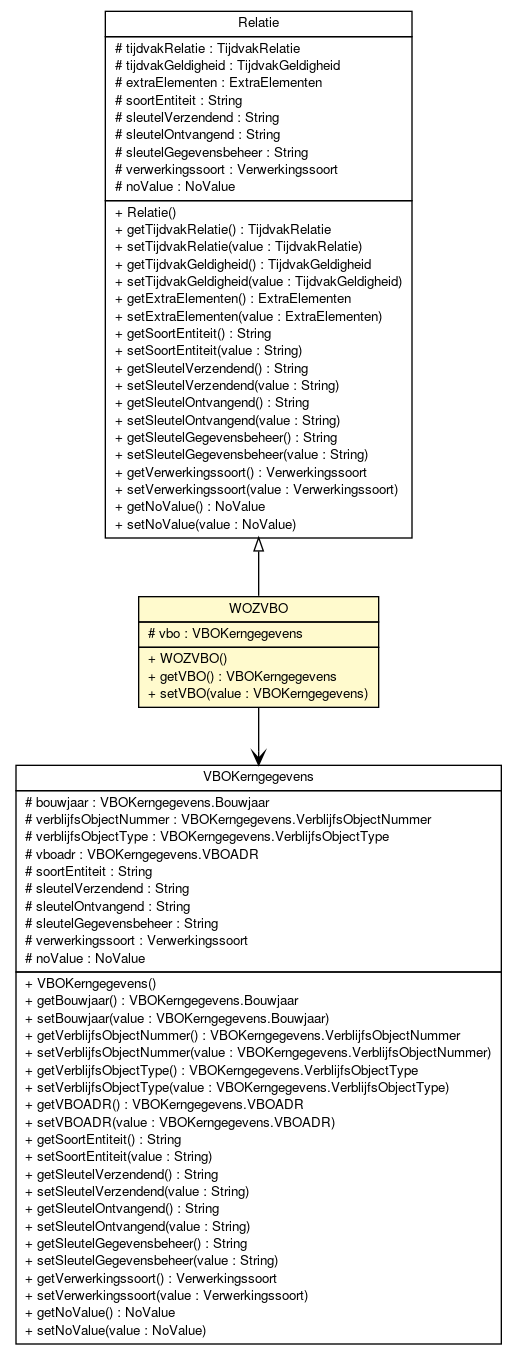 Relatie
# tijdvakRelatie : TijdvakRelatie
# tijdvakGeldigheid : TijdvakGeldigheid
# extraElementen : ExtraElementen
# soortEntiteit : String
# sleutelVerzendend : String
# sleutelOntvangend : String
# sleutelGegevensbeheer : String
# verwerkingssoort : Verwerkingssoort
# noValue : NoValue
+ Relatie()
+ getTijdvakRelatie() : TijdvakRelatie
+ setTijdvakRelatie(value : TijdvakRelatie)
+ getTijdvakGeldigheid() : TijdvakGeldigheid
+ setTijdvakGeldigheid(value : TijdvakGeldigheid)
+ getExtraElementen() : ExtraElementen
+ setExtraElementen(value : ExtraElementen)
+ getSoortEntiteit() : String
+ setSoortEntiteit(value : String)
+ getSleutelVerzendend() : String
+ setSleutelVerzendend(value : String)
+ getSleutelOntvangend() : String
+ setSleutelOntvangend(value : String)
+ getSleutelGegevensbeheer() : String
+ setSleutelGegevensbeheer(value : String)
+ getVerwerkingssoort() : Verwerkingssoort
+ setVerwerkingssoort(value : Verwerkingssoort)
+ getNoValue() : NoValue
+ setNoValue(value : NoValue)
WOZVBO
# vbo : VBOKerngegevens
+ WOZVBO()
+ getVBO() : VBOKerngegevens
+ setVBO(value : VBOKerngegevens)
VBOKerngegevens
# bouwjaar : VBOKerngegevens.Bouwjaar
# verblijfsObjectNummer : VBOKerngegevens.VerblijfsObjectNummer
# verblijfsObjectType : VBOKerngegevens.VerblijfsObjectType
# vboadr : VBOKerngegevens.VBOADR
# soortEntiteit : String
# sleutelVerzendend : String
# sleutelOntvangend : String
# sleutelGegevensbeheer : String
# verwerkingssoort : Verwerkingssoort
# noValue : NoValue
+ VBOKerngegevens()
+ getBouwjaar() : VBOKerngegevens.Bouwjaar
+ setBouwjaar(value : VBOKerngegevens.Bouwjaar)
+ getVerblijfsObjectNummer() : VBOKerngegevens.VerblijfsObjectNummer
+ setVerblijfsObjectNummer(value : VBOKerngegevens.VerblijfsObjectNummer)
+ getVerblijfsObjectType() : VBOKerngegevens.VerblijfsObjectType
+ setVerblijfsObjectType(value : VBOKerngegevens.VerblijfsObjectType)
+ getVBOADR() : VBOKerngegevens.VBOADR
+ setVBOADR(value : VBOKerngegevens.VBOADR)
+ getSoortEntiteit() : String
+ setSoortEntiteit(value : String)
+ getSleutelVerzendend() : String
+ setSleutelVerzendend(value : String)
+ getSleutelOntvangend() : String
+ setSleutelOntvangend(value : String)
+ getSleutelGegevensbeheer() : String
+ setSleutelGegevensbeheer(value : String)
+ getVerwerkingssoort() : Verwerkingssoort
+ setVerwerkingssoort(value : Verwerkingssoort)
+ getNoValue() : NoValue
+ setNoValue(value : NoValue)